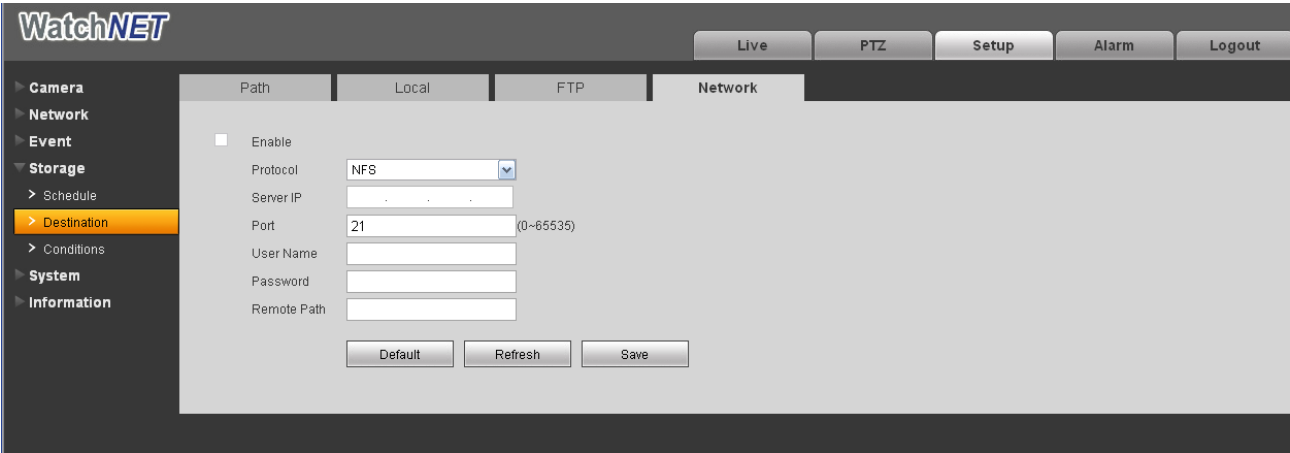 WatchNET
Live PTZ Setup Alarm Logout
Camera
Network
Event
Storage
> Schedule
> Destination
> Conditions
System
Information
Path Local FTP Network
Enable
Protocol NFS
Server IP . . .
Port 21 (0~65535)
User Name
Password
Remote Path
Default Refresh Save